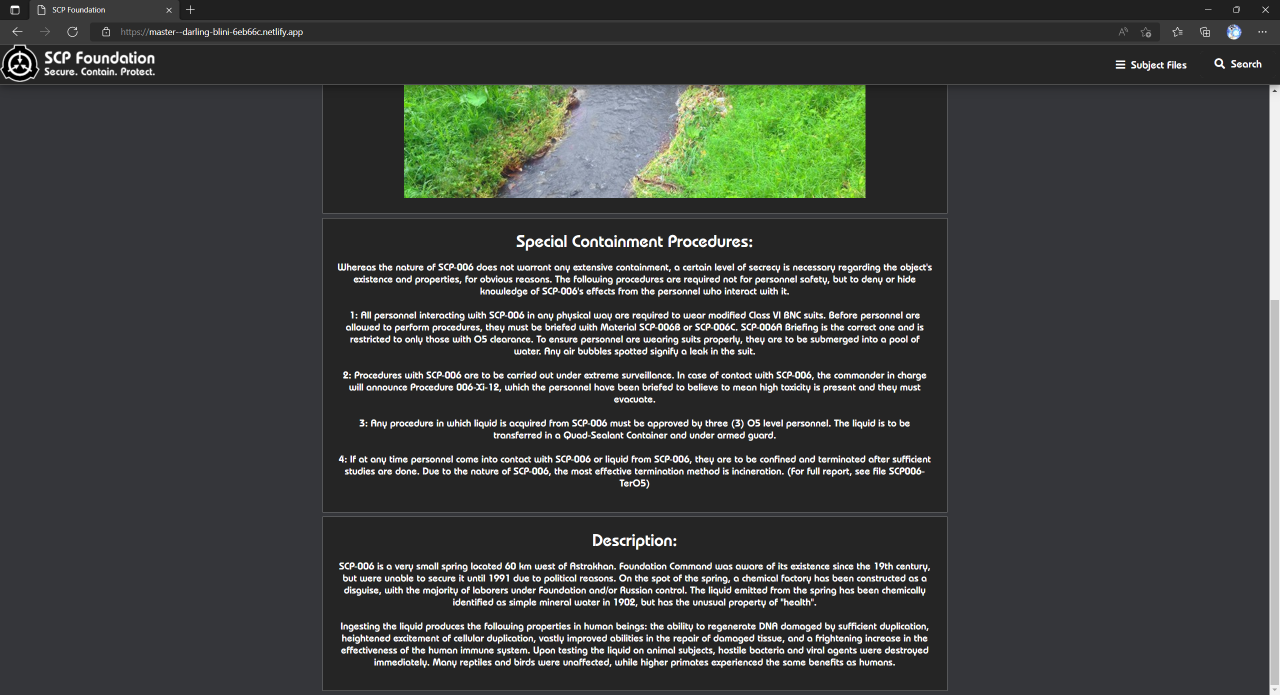 SCP Foundation
https://master--darling-blini-6eb66c.netlify.app
SCP Foundation
Secure. Contain. Protect.
Subject Files
Search
Special Containment Procedures:
Whereas the nature of SCP-006 does not warrant any extensive containment, a certain level of secrecy is necessary regarding the object's
existence and properties, for obvious reasons. The following procedures are required not for personnel safety, but to deny or hide
knowledge of SCP-006's effects from the personnel who interact with it.
1: All personnel interacting with SCP-006 in any physical way are required to wear modified Class VI BNC suits. Before personnel are
allowed to perform procedures, they must be briefed with Material SCP-006B or SCP-006C. SCP-006A Briefing is the correct one and is
restricted to only those with O5 clearance. To ensure personnel are wearing suits properly, they are to be submerged into a pool of
water. Any air bubbles spotted signify a leak in the suit.
2: Procedures with SCP-006 are to be carried out under extreme surveillance. In case of contact with SCP-006, the commander in charge
will announce Procedure 006-Xi-12, which the personnel have been briefed to believe to mean high toxicity is present and they must
evacuate.
3: Any procedure in which liquid is acquired from SCP-006 must be approved by three (3) O5 level personnel. The liquid is to be
transferred in a Quad-Sealant Container and under armed guard.
4: If at any time personnel come into contact with SCP-006 or liquid from SCP-006, they are to be confined and terminated after sufficient
studies are done. Due to the nature of SCP-006, the most effective termination method is incineration. (For full report, see file SCP006-
TerO5)
Description:
SCP-006 is a very small spring located 60 km west of Astrakhan. Foundation Command was aware of its existence since the 19th century,
but were unable to secure it until 1991 due to political reasons. On the spot of the spring, a chemical factory has been constructed as a
disguise, with the majority of laborers under Foundation and/or Russian control. The liquid emitted from the spring has been chemically
identified as simple mineral water in 1902, but has the unusual property of "health".
Ingesting the liquid produces the following properties in human beings: the ability to regenerate DNA damaged by sufficient duplication,
heightened excitement of cellular duplication, vastly improved abilities in the repair of damaged tissue, and a frightening increase in the
effectiveness of the human immune system. Upon testing the liquid on animal subjects, hostile bacteria and viral agents were destroyed
immediately. Many reptiles and birds were unaffected, while higher primates experienced the same benefits as humans.